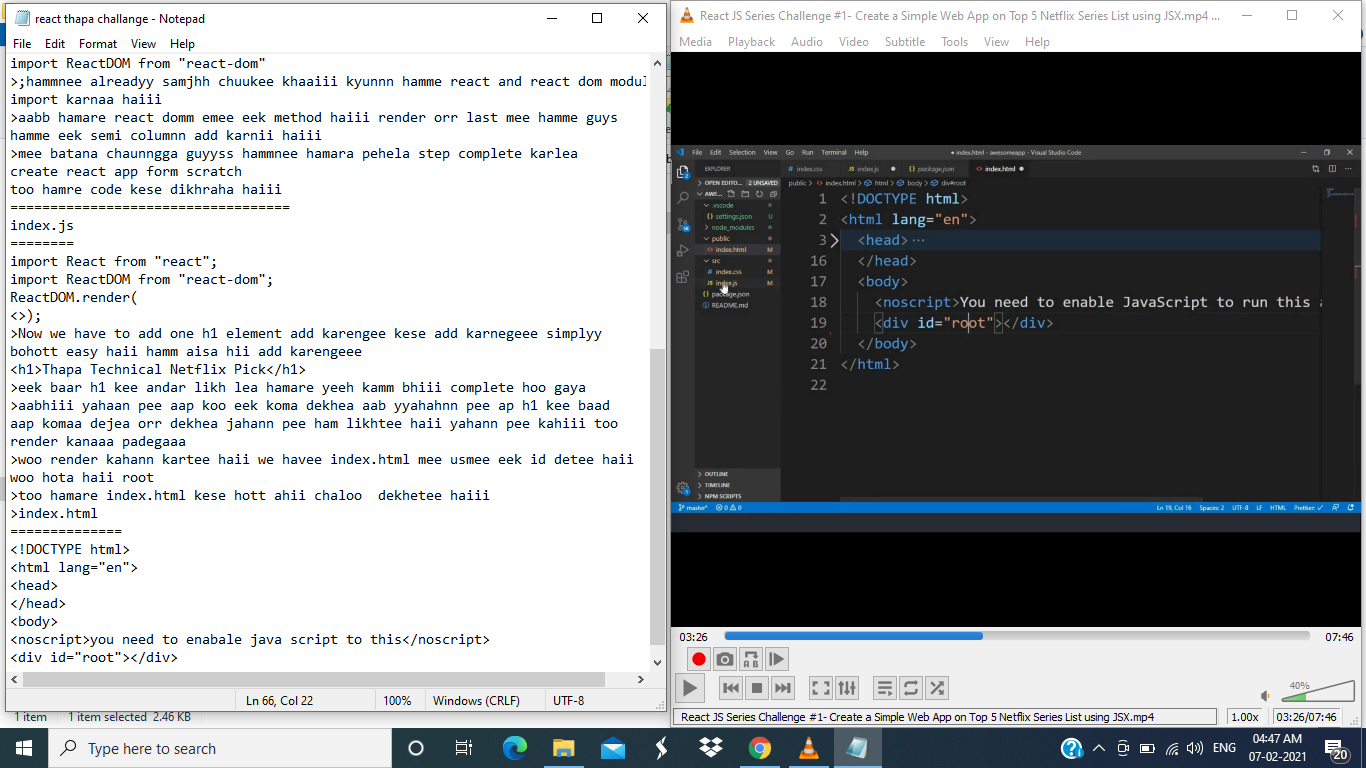 react thapa challange - Notepad
File Edit Format View Help
import ReactDOM from "react-dom"
>;hammnee alreadyy samjhh chuukee khaaiii kyunnn hamme react and react dom modul
import karnaa haiii
>aabb hamare react domm emee eek method haiii render orr last mee hamme guys
hamme eek semi columnn add karnii haiii
>mee batana chaunngga guyyss hammnee hamara pehela step complete karlea
create react app form scratch
too hamre code kese dikhraha haiii
===================================
index.js
========
import React from "react";
import ReactDOM from "react-dom";
ReactDOM.render(
<>);
>Now we have to add one h1 element add karengee kese add karnegeee simplyy
bohott easy haii hamm aisa hii add karengeee
<h1>Thapa Technical Netflix Pick</h1>
>eek baar h1 kee andar likh lea hamare yeeh kamm bhiii complete hoo gaya
>aabhiii yahaan pee aap koo eek koma dekhea aab yyahahnn pee ap h1 kee baad
aap komaa dejea orr dekhea jahann pee ham likhtee haii yahann pee kahiii too
render kanaaa padegaaa
>woo render kahann kartee haii we havee index.html mee usmee eek id detee haii
woo hota haii root
>too hamare index.html kese hott ahii chaloo  dekhetee haiii
>index.html
==============
<!DOCTYPE html>
<html lang="en">
<head>
</head>
<body>
<noscript>you need to enabale java script to this</noscript>
<div id="root"></div>
Ln 66, Col 22 100% Windows (CRLF) UTF-8
1 item 1 item selected 2.46 KB
React JS Series Challenge #1- Create a Simple Web App on Top 5 Netflix Series List using JSX.mp4 ...
Media Playback Audio Video Subtitle Tools View Help
File Edit Selection View Go Run Terminal Help
● index.html - awesomeapp - Visual Studio Code
EXPLORER
index.css index.js package.json index.html
OPEN EDITO... 2 UNSAVED
public > index.html > html > body > div#root
AWE...
.vscode
settings.json U
node_modules
public
index.html M
src
index.css M
index.js M
package.json
README.md
1 <!DOCTYPE html>
2 <html lang="en">
3 <head> ...
16 </head>
17 <body>
18 <noscript>You need to enable JavaScript to run this a
19 <div id="root"></div>
20 </body>
21 </html>
22
OUTLINE
TIMELINE
NPM SCRIPTS
master* 0 0 Ln 19, Col 16 Spaces: 2 UTF-8 LF HTML Prettier: ✓
03:26 07:46
A B
40%
React JS Series Challenge #1- Create a Simple Web App on Top 5 Netflix Series List using JSX.mp4 1.00x 03:26/07:46
Type here to search
ENG
04:47 AM
07-02-2021
20